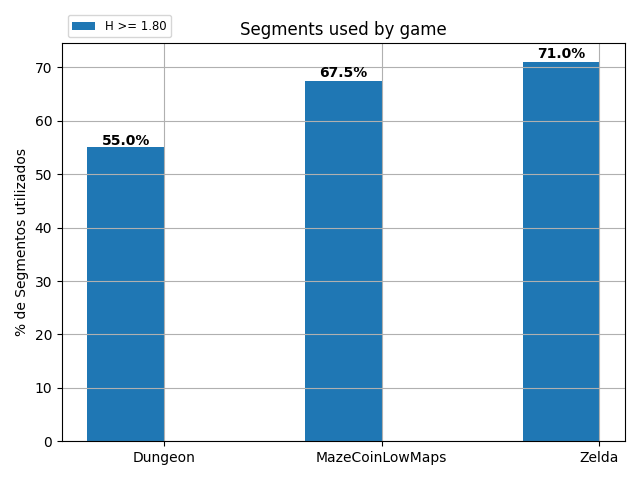 H >= 1.80
Segments used by game
% de Segmentos utilizados
70
60
50
40
30
20
10
0
55.0%
67.5%
71.0%
Dungeon
MazeCoinLowMaps
Zelda